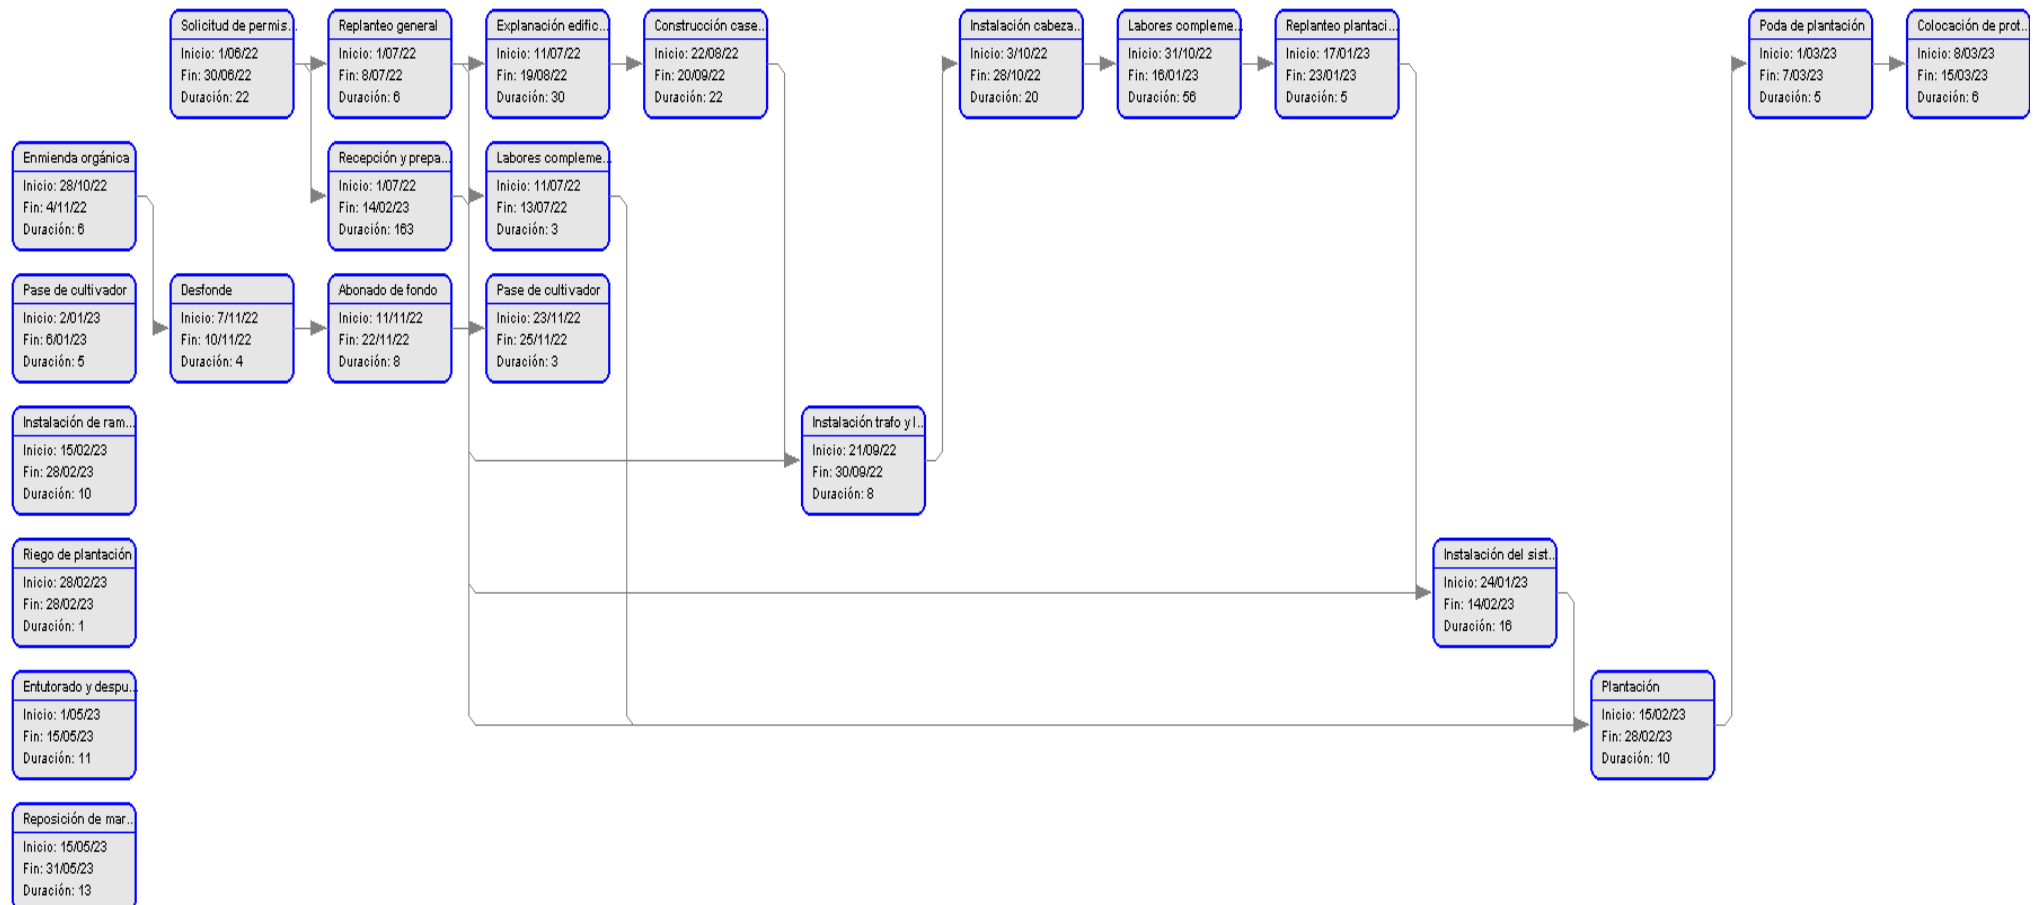 Solicitud de permis...
Inicio: 1/06/22
Fin: 30/06/22
Duración: 22
Replanteo general
Inicio: 1/07/22
Fin: 8/07/22
Duración: 6
Explanación edific...
Inicio: 11/07/22
Fin: 19/08/22
Duración: 30
Construcción case...
Inicio: 22/08/22
Fin: 20/09/22
Duración: 22
Instalación cabeza...
Inicio: 3/10/22
Fin: 28/10/22
Duración: 20
Labores compleme...
Inicio: 31/10/22
Fin: 16/01/23
Duración: 56
Replanteo plantaci...
Inicio: 17/01/23
Fin: 23/01/23
Duración: 5
Poda de plantación
Inicio: 1/03/23
Fin: 7/03/23
Duración: 5
Colocación de prot...
Inicio: 8/03/23
Fin: 15/03/23
Duración: 6
Enmienda orgánica
Inicio: 28/10/22
Fin: 4/11/22
Duración: 6
Recepción y prepa...
Inicio: 1/07/22
Fin: 14/02/23
Duración: 163
Labores compleme...
Inicio: 11/07/22
Fin: 13/07/22
Duración: 3
Pase de cultivador
Inicio: 2/01/23
Fin: 6/01/23
Duración: 5
Desfonde
Inicio: 7/11/22
Fin: 10/11/22
Duración: 4
Abonado de fondo
Inicio: 11/11/22
Fin: 22/11/22
Duración: 8
Pase de cultivador
Inicio: 23/11/22
Fin: 25/11/22
Duración: 3
Instalación de ram...
Inicio: 15/02/23
Fin: 28/02/23
Duración: 10
Instalación trafo y l...
Inicio: 21/09/22
Fin: 30/09/22
Duración: 8
Riego de plantación
Inicio: 28/02/23
Fin: 28/02/23
Duración: 1
Instalación del sist...
Inicio: 24/01/23
Fin: 14/02/23
Duración: 16
Entutorado y despu...
Inicio: 1/05/23
Fin: 15/05/23
Duración: 11
Plantación
Inicio: 15/02/23
Fin: 28/02/23
Duración: 10
Reposición de mar...
Inicio: 15/05/23
Fin: 31/05/23
Duración: 13